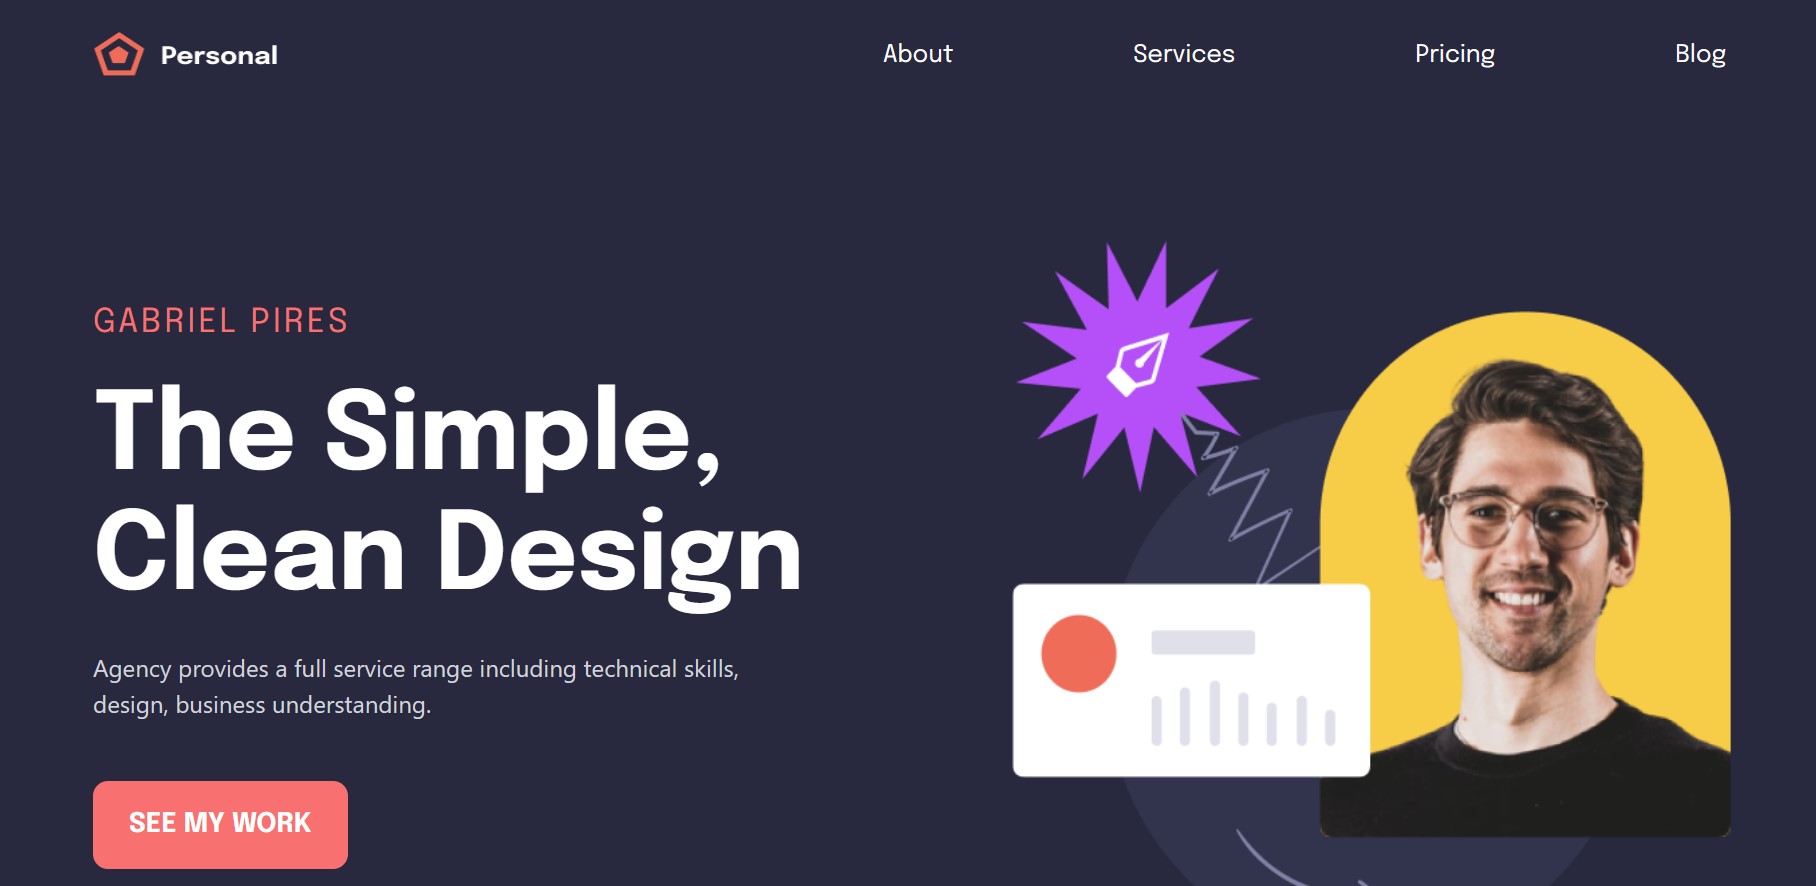 Personal
About
Services
Pricing
Blog
GABRIEL PIRES
The Simple,
Clean Design
Agency provides a full service range including technical skills,
design, business understanding.
SEE MY WORK